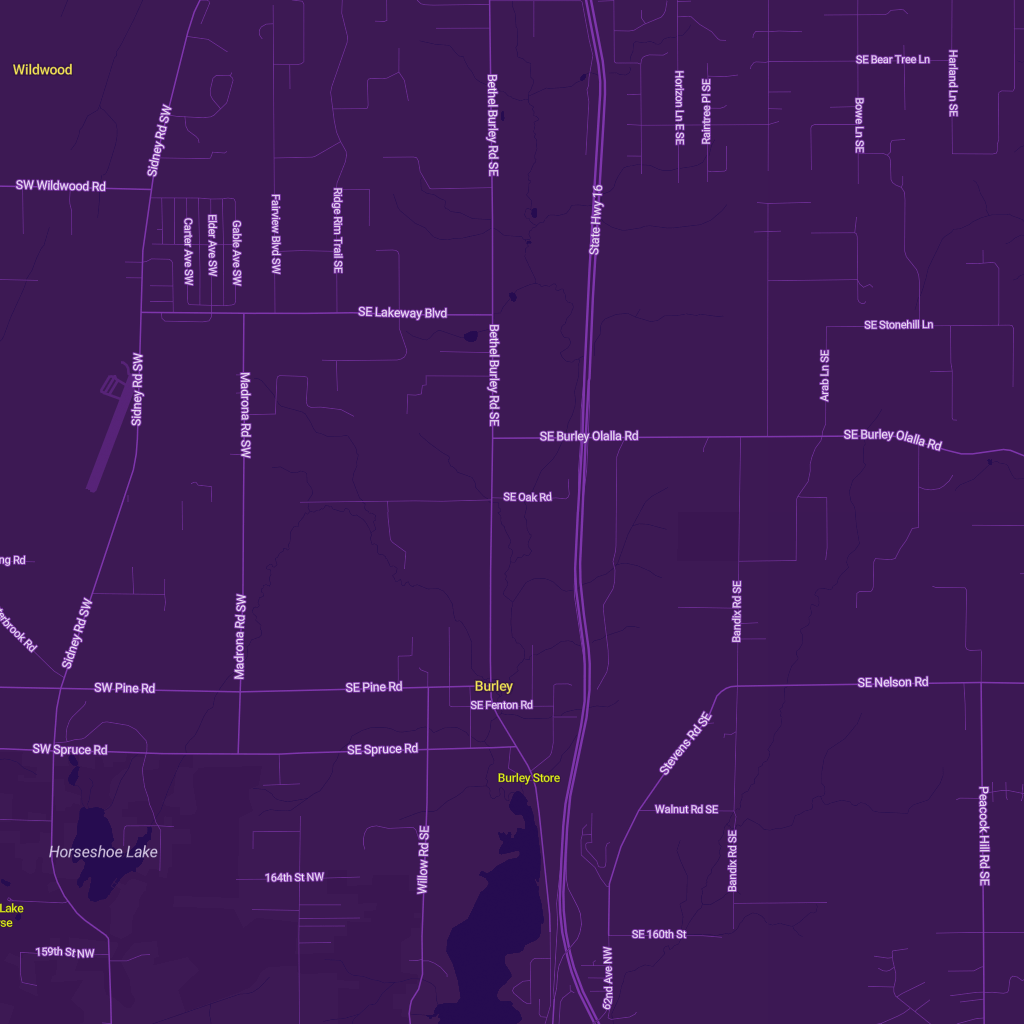 SE Bear Tree Ln
Wildwood
Harland Ln SE
Horizon Ln E SE
Raintree Pl SE
Bethel Burley Rd SE
Bowe Ln SE
Sidney Rd SW
SW Wildwood Rd
State Hwy 16
Carter Ave SW
Elder Ave SW
Gable Ave SW
Fairview Blvd SW
Ridge Rim Trail SE
SE Lakeway Blvd
SE Stonehill Ln
Bethel Burley Rd SE
Arab Ln SE
Sidney Rd SW
Madrona Rd SW
SE Burley Olalla Rd
SE Burley Olalla Rd
SE Oak Rd
ng Rd
Bandix Rd SE
erbrook Rd
Sidney Rd SW
Madrona Rd SW
SW Pine Rd
SE Pine Rd
Burley
SE Nelson Rd
SE Fenton Rd
SW Spruce Rd
SE Spruce Rd
Stevens Rd SE
Burley Store
Walnut Rd SE
Peacock Hill Rd SE
Horseshoe Lake
Willow Rd SE
Bandix Rd SE
164th St NW
Lake
rse
SE 160th St
159th St NW
62nd Ave NW